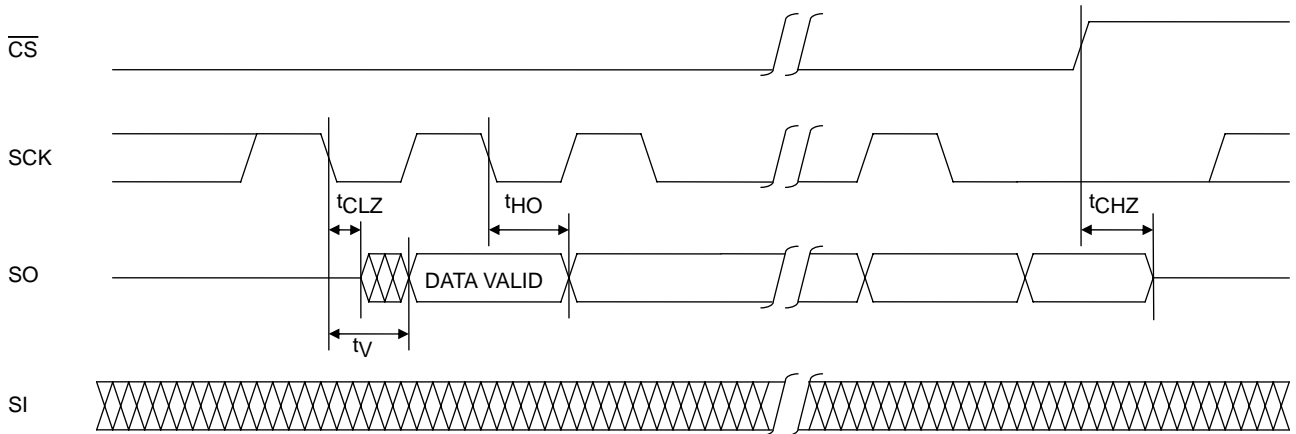 CS
SCK
tCLZ
tHO
tCHZ
SO
DATA VALID
tV
SI